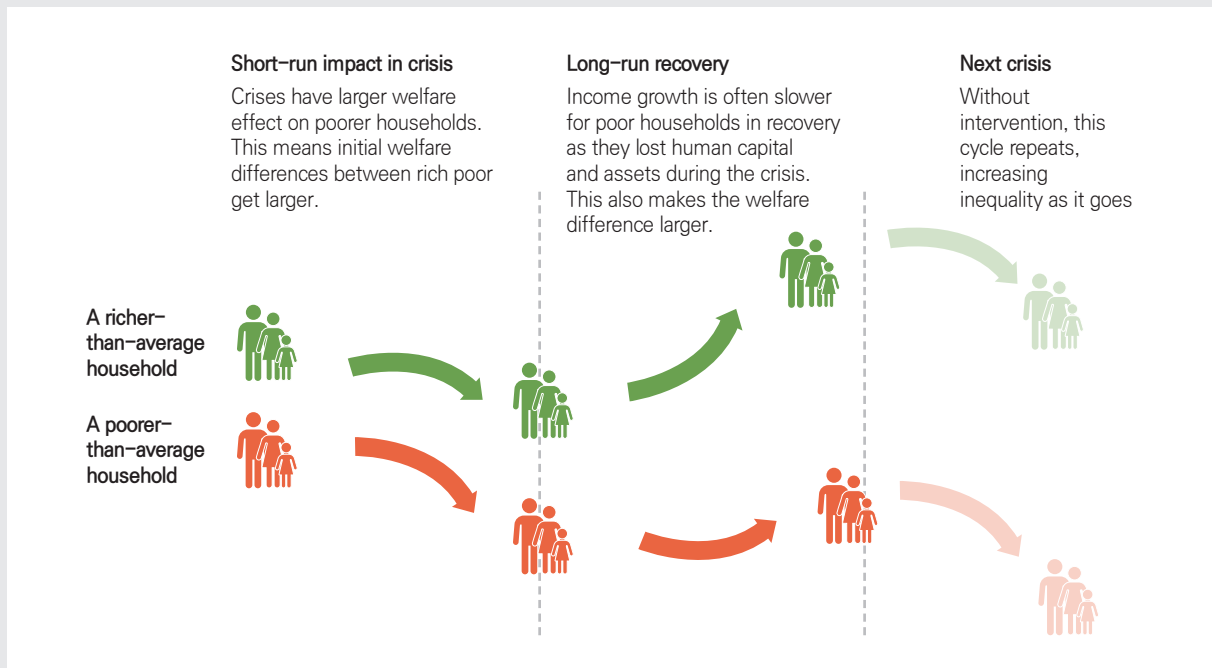 Short-run impact in crisis
Crises have larger welfare
effect on poorer households.
This means initial welfare
differences between rich poor
get larger.
Long-run recovery
Income growth is often slower
for poor households in recovery
as they lost human capital
and assets during the crisis.
This also makes the welfare
difference larger.
Next crisis
Without
intervention, this
cycle repeats,
increasing
inequality as it goes
A richer-
than-average
household
A poorer-
than-average
household